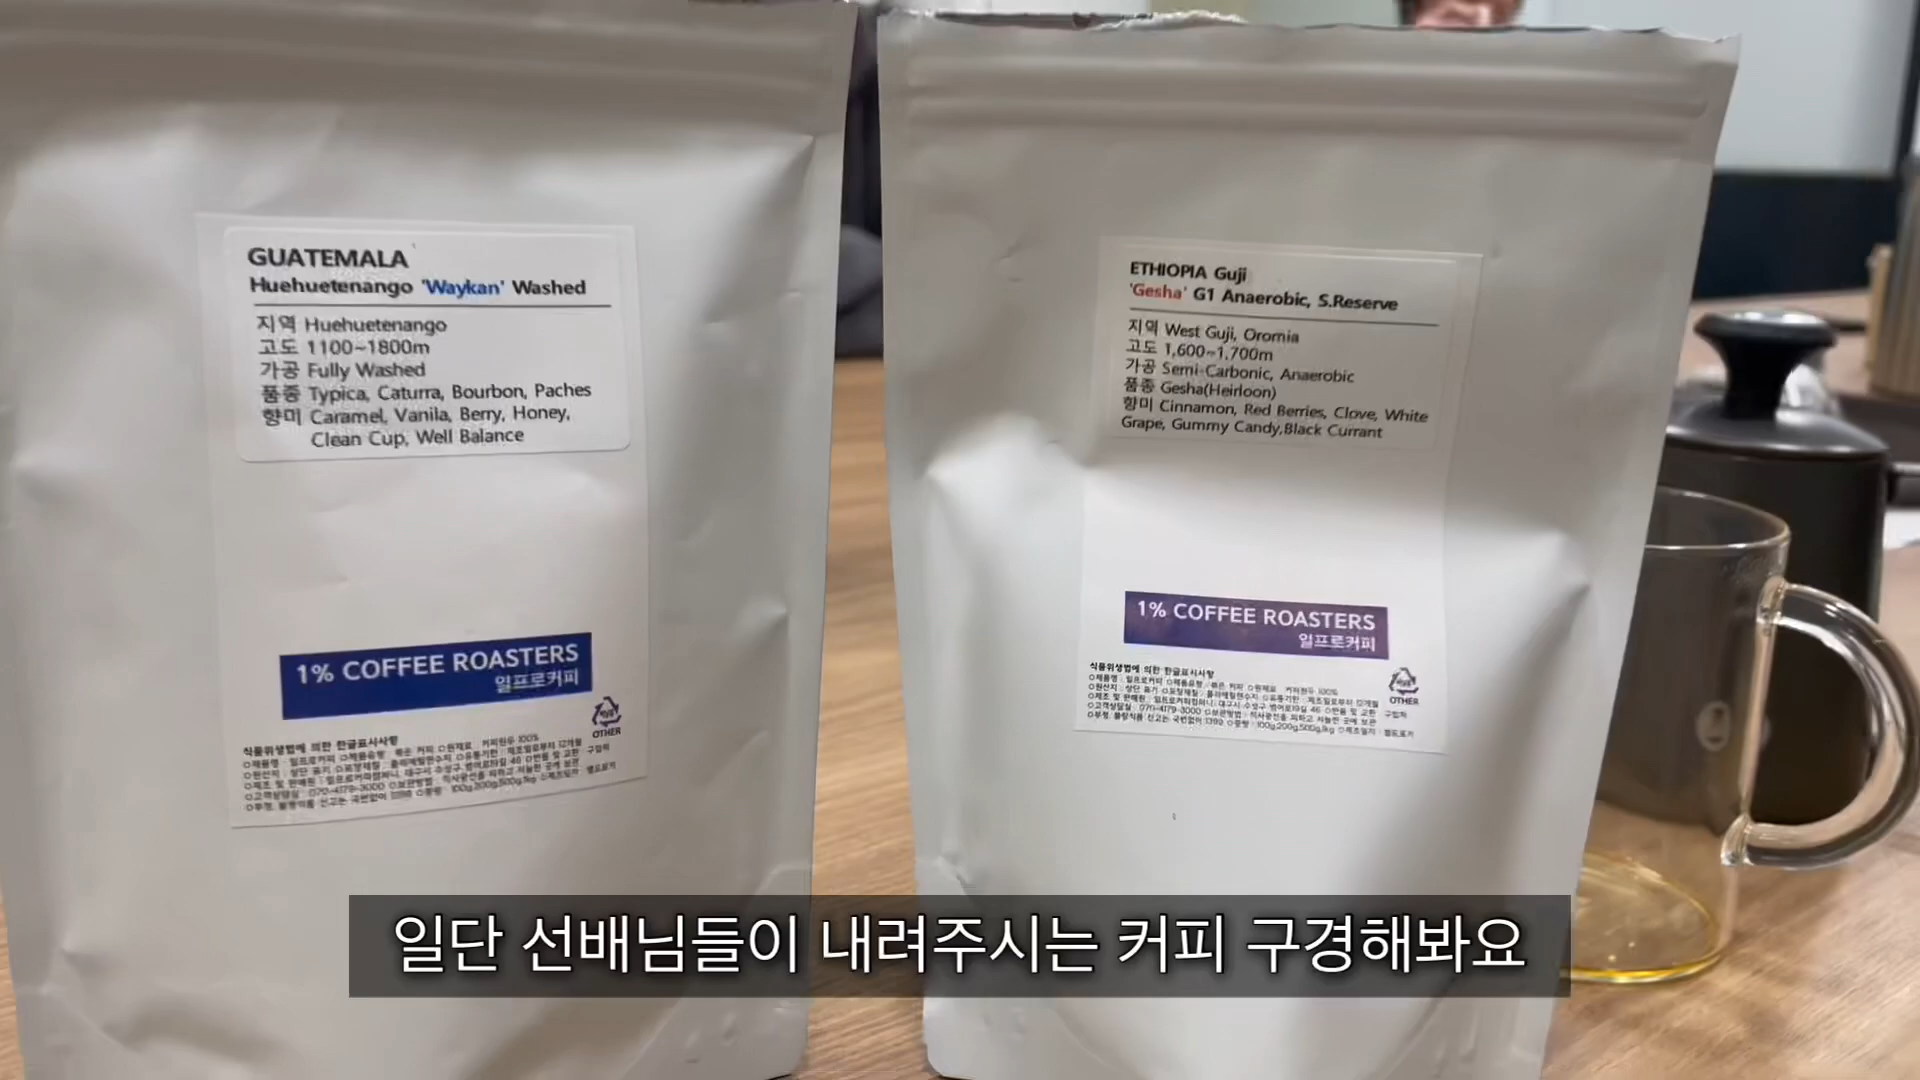 GUATEMALA
Huehuetenango 'Waykan' Washed
지역 Huehuetenango
고도 1100~1800m
가공 Fully Washed
품종 Typica, Caturra, Bourbon, Paches
향미 Caramel, Vanila, Berry, Honey,
Clean Cup, Well Balance
1% COFFEE ROASTERS
일프로커피
OTHER
식품위생법에 의한 한글표시사항
ETHIOPIA Guji
'Gesha' G1 Anaerobic, S.Reserve
지역 West Guji, Oromia
고도 1,600~1,700m
가공 Semi-Carbonic, Anaerobic
품종 Gesha(Heirloon)
향미 Cinnamon, Red Berries, Clove, White
Grape, Gummy Candy,Black Currant
1% COFFEE ROASTERS
일프로커피
OTHER
식품위생법에 의한 한글표시사항
일단 선배님들이 내려주시는 커피 구경해봐요